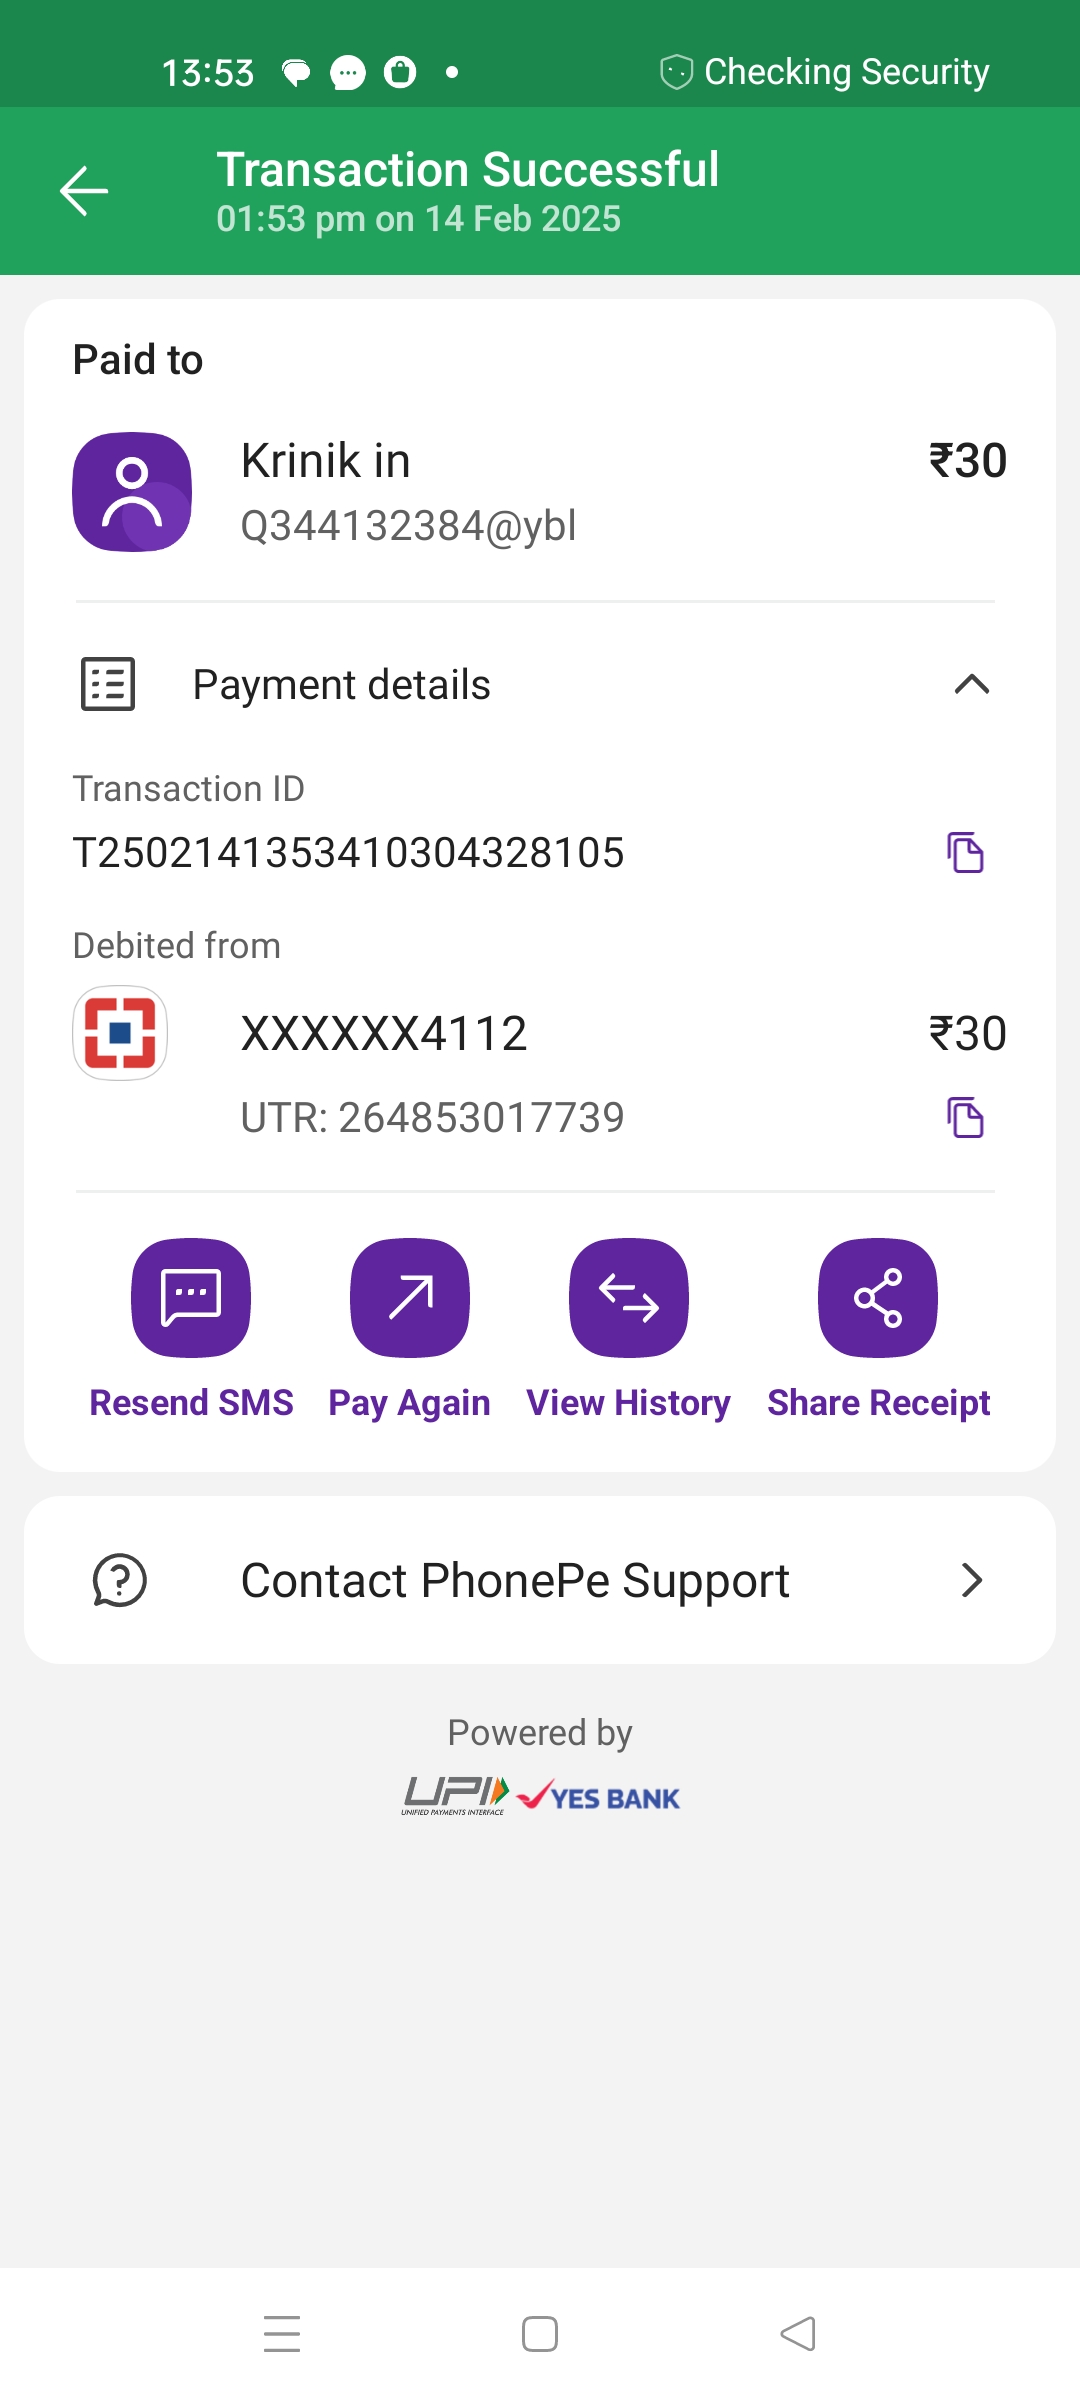 13:53 Checking Security
Transaction Successful
01:53 pm on 14 Feb 2025
Paid to
Krinik in ₹30
Q344132384@ybl
Payment details
Transaction ID
T2502141353410304328105
Debited from
XXXXXX4112 ₹30
UTR: 264853017739
Resend SMS Pay Again View History Share Receipt
Contact PhonePe Support
Powered by
UPI YES BANK
UNIFIED PAYMENTS INTERFACE